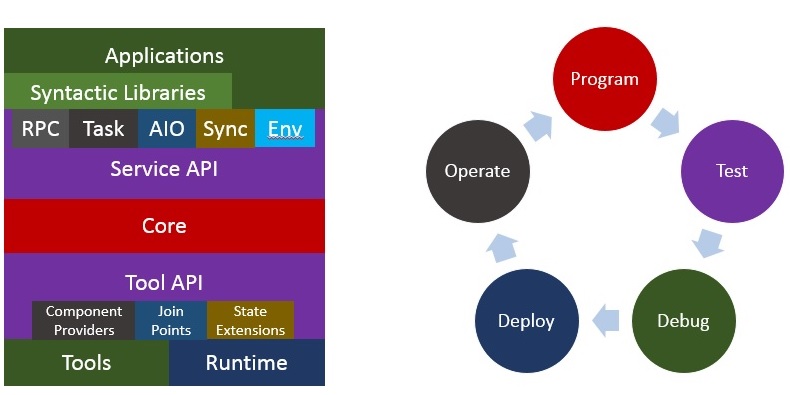 Applications
Syntactic Libraries
RPC Task AIO Sync Env
Service API
Core
Tool API
Component Providers
Join Points
State Extensions
Tools Runtime
Program
Test
Debug
Deploy
Operate